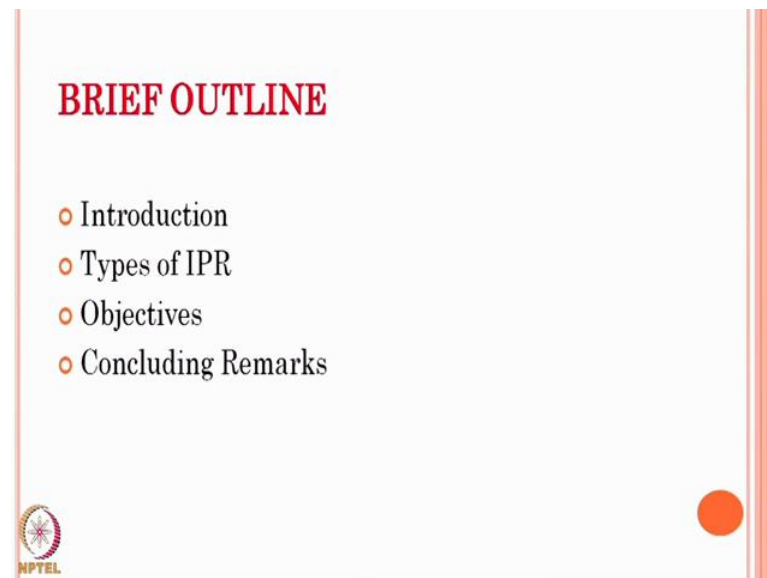 BRIEF OUTLINE
Introduction
Types of IPR
Objectives
Concluding Remarks
NPTEL